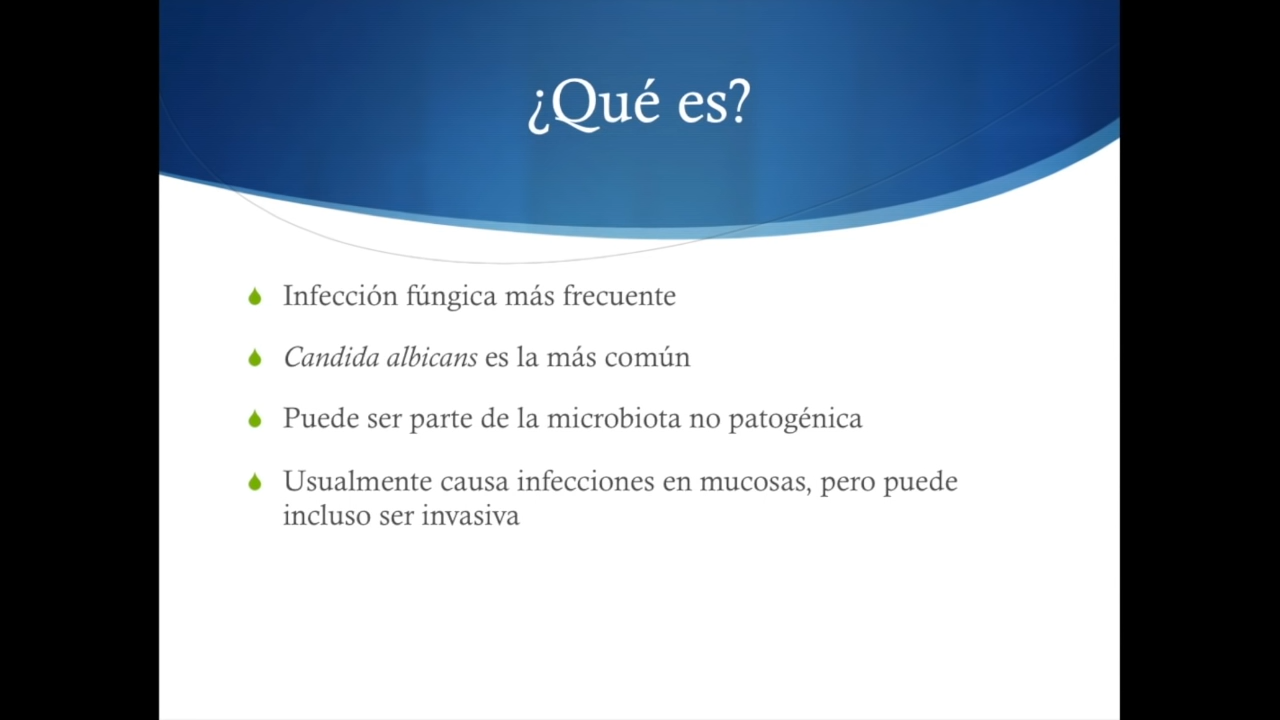 ¿Qué es?
Infección fúngica más frecuente
Candida albicans es la más común
Puede ser parte de la microbiota no patogénica
Usualmente causa infecciones en mucosas, pero puede
incluso ser invasiva